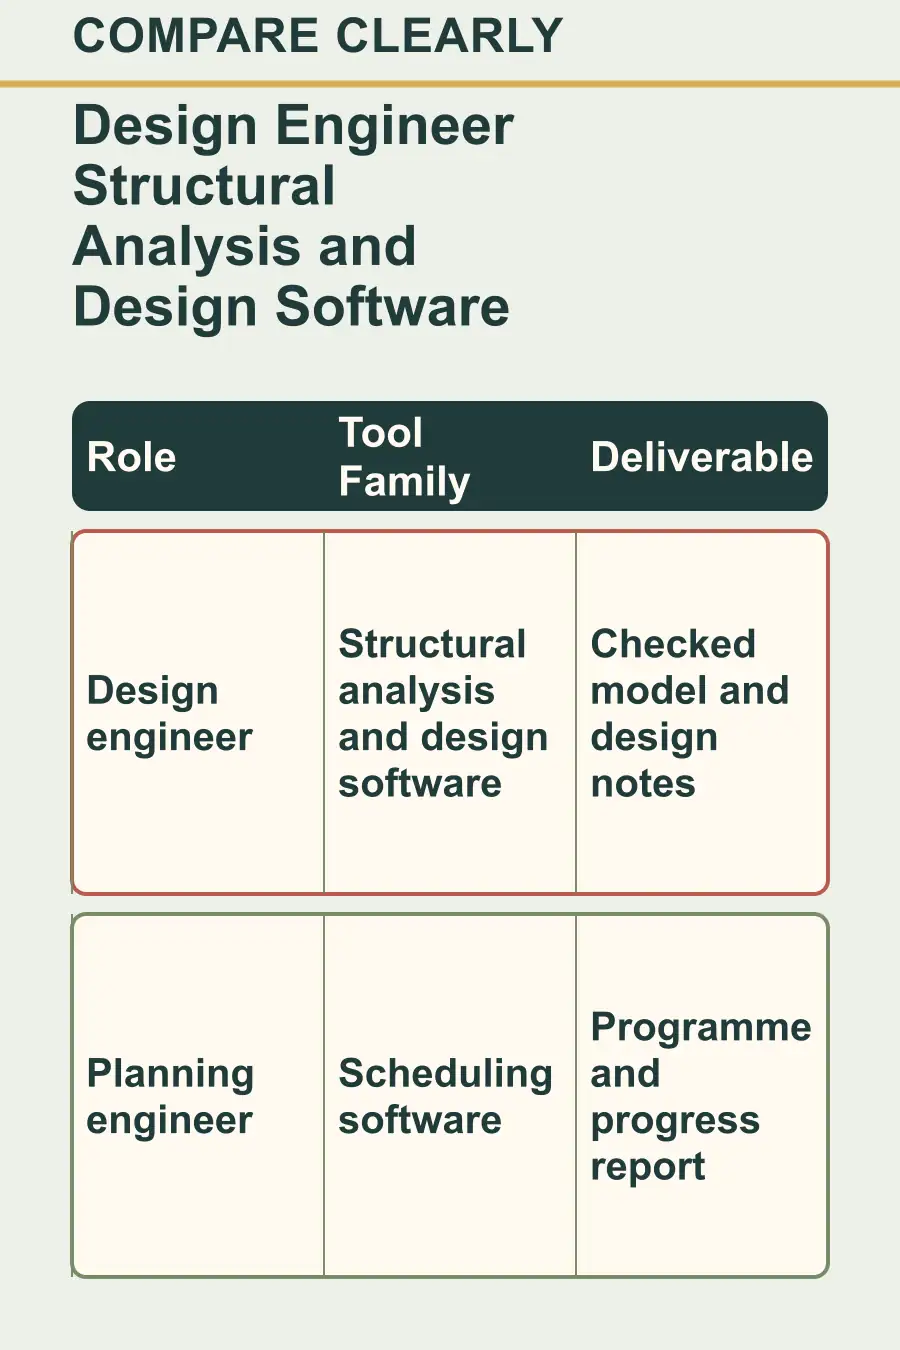 COMPARE CLEARLY
Design Engineer
Structural
Analysis and
Design Software
Role
Tool
Family
Deliverable
Design
engineer
Structural
analysis
and design
software
Checked
model and
design
notes
Planning
engineer
Scheduling
software
Programme
and
progress
report